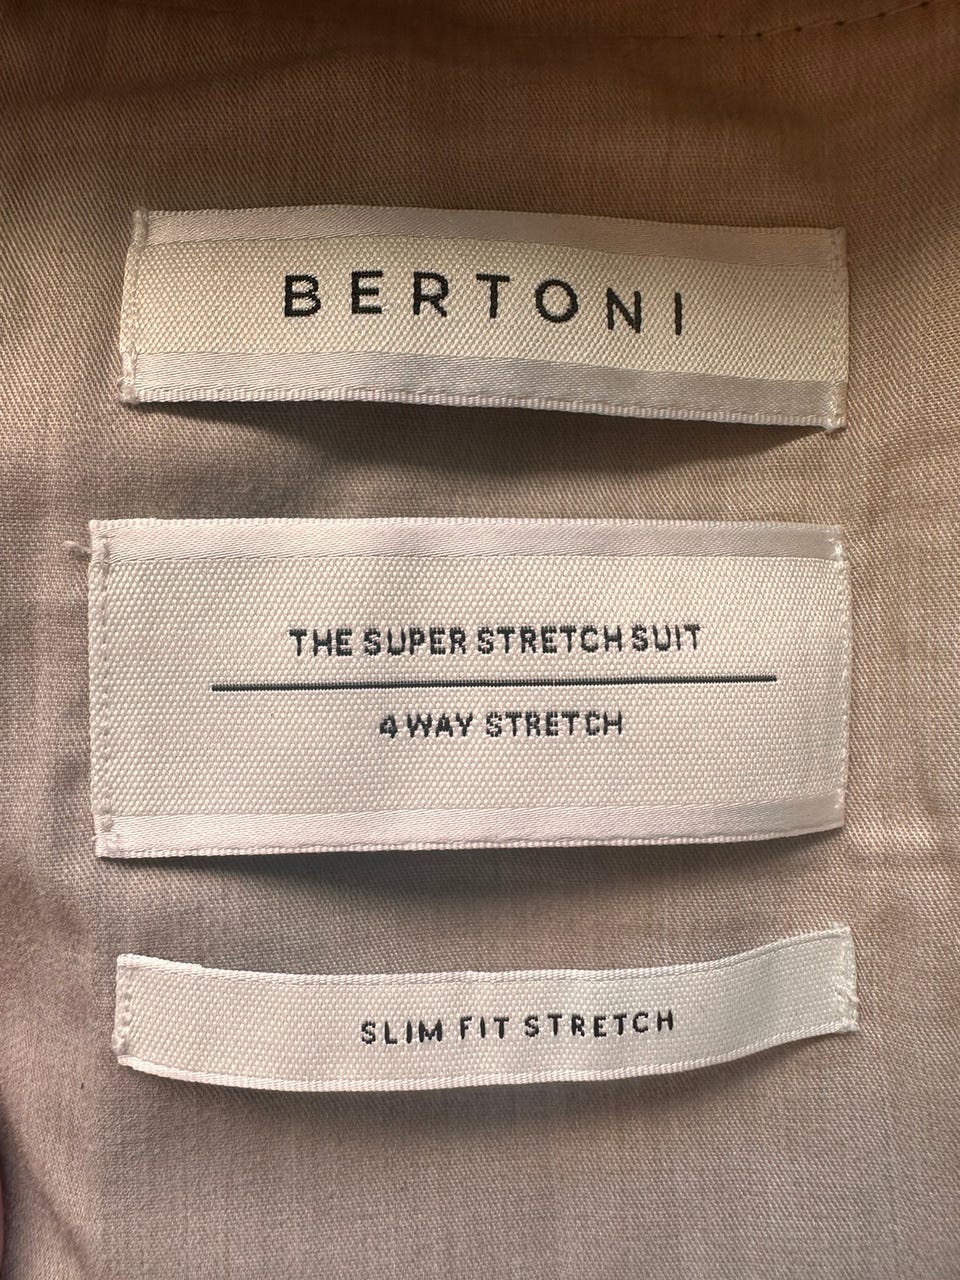 BERTONI
THE SUPER STRETCH SUIT
4 WAY STRETCH
SLIM FIT STRETCH